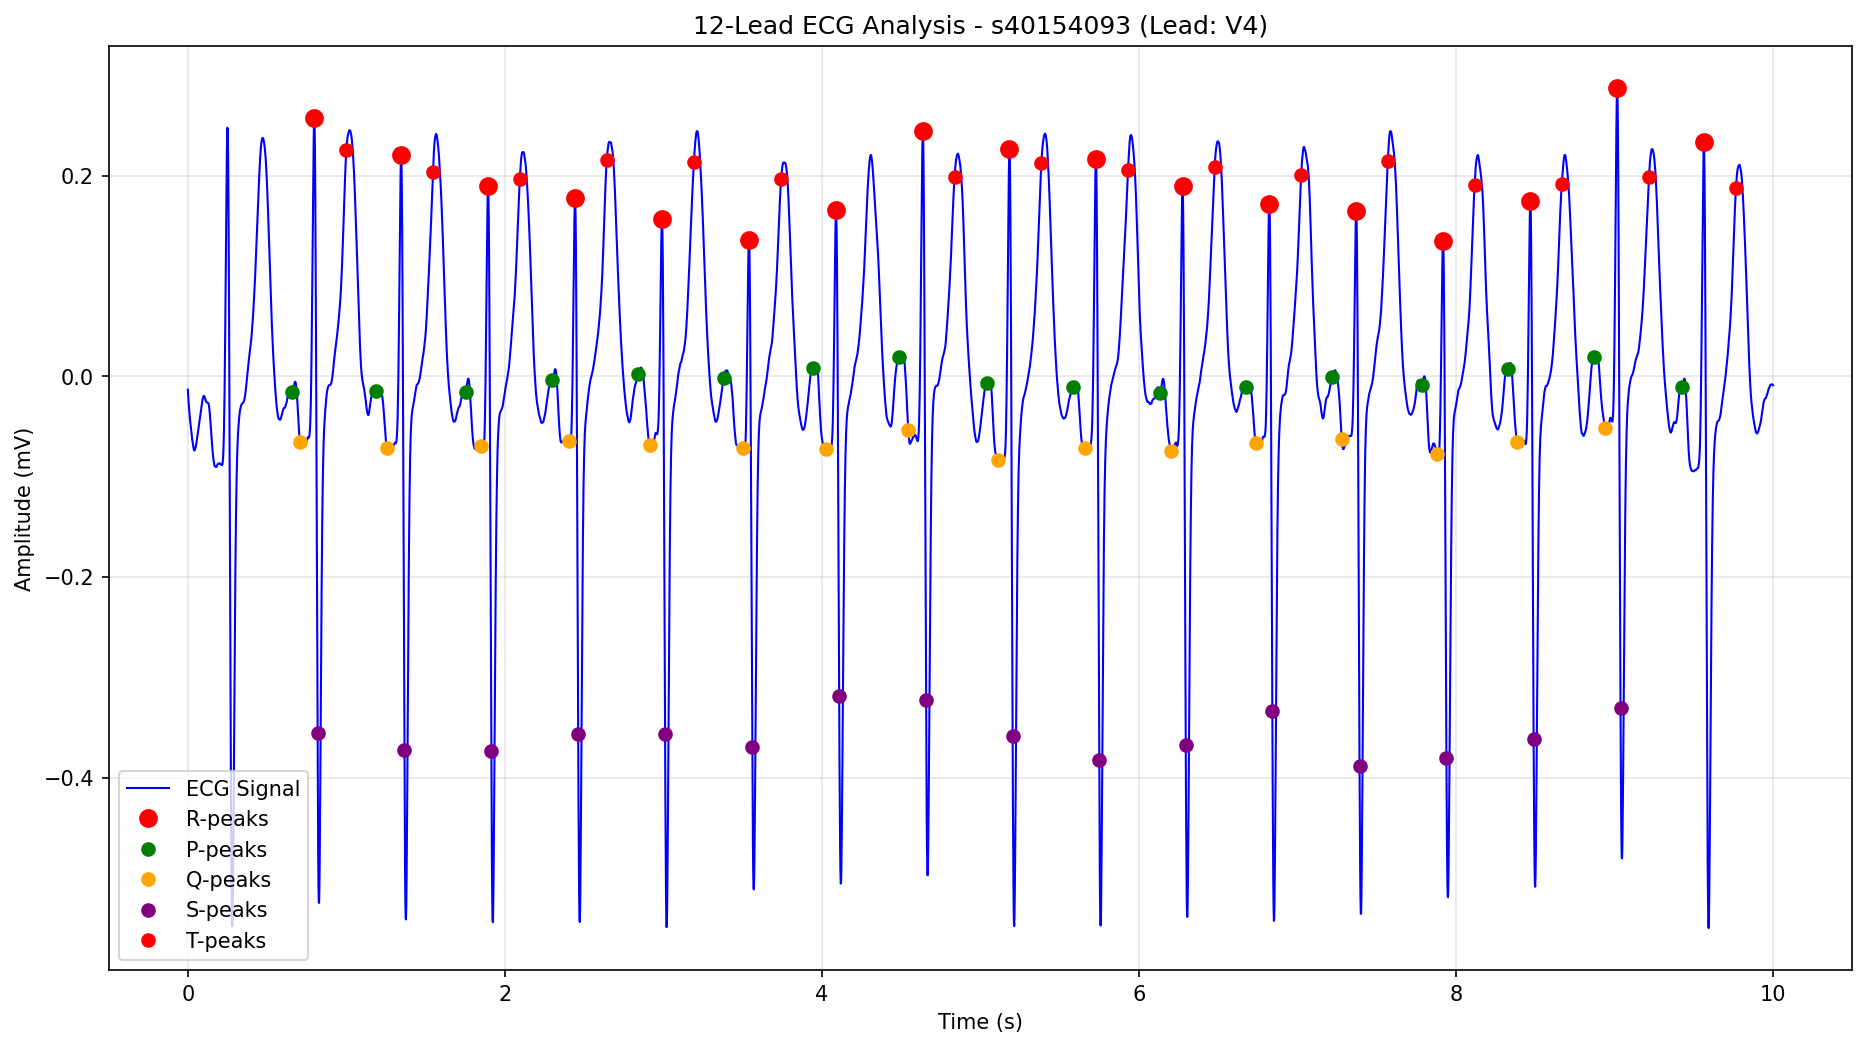 12-Lead ECG Analysis - s40154093 (Lead: V4)
Amplitude (mV)
0.2
0.0
−0.2
−0.4
ECG Signal
R-peaks
P-peaks
Q-peaks
S-peaks
T-peaks
0 2 4 6 8 10
Time (s)